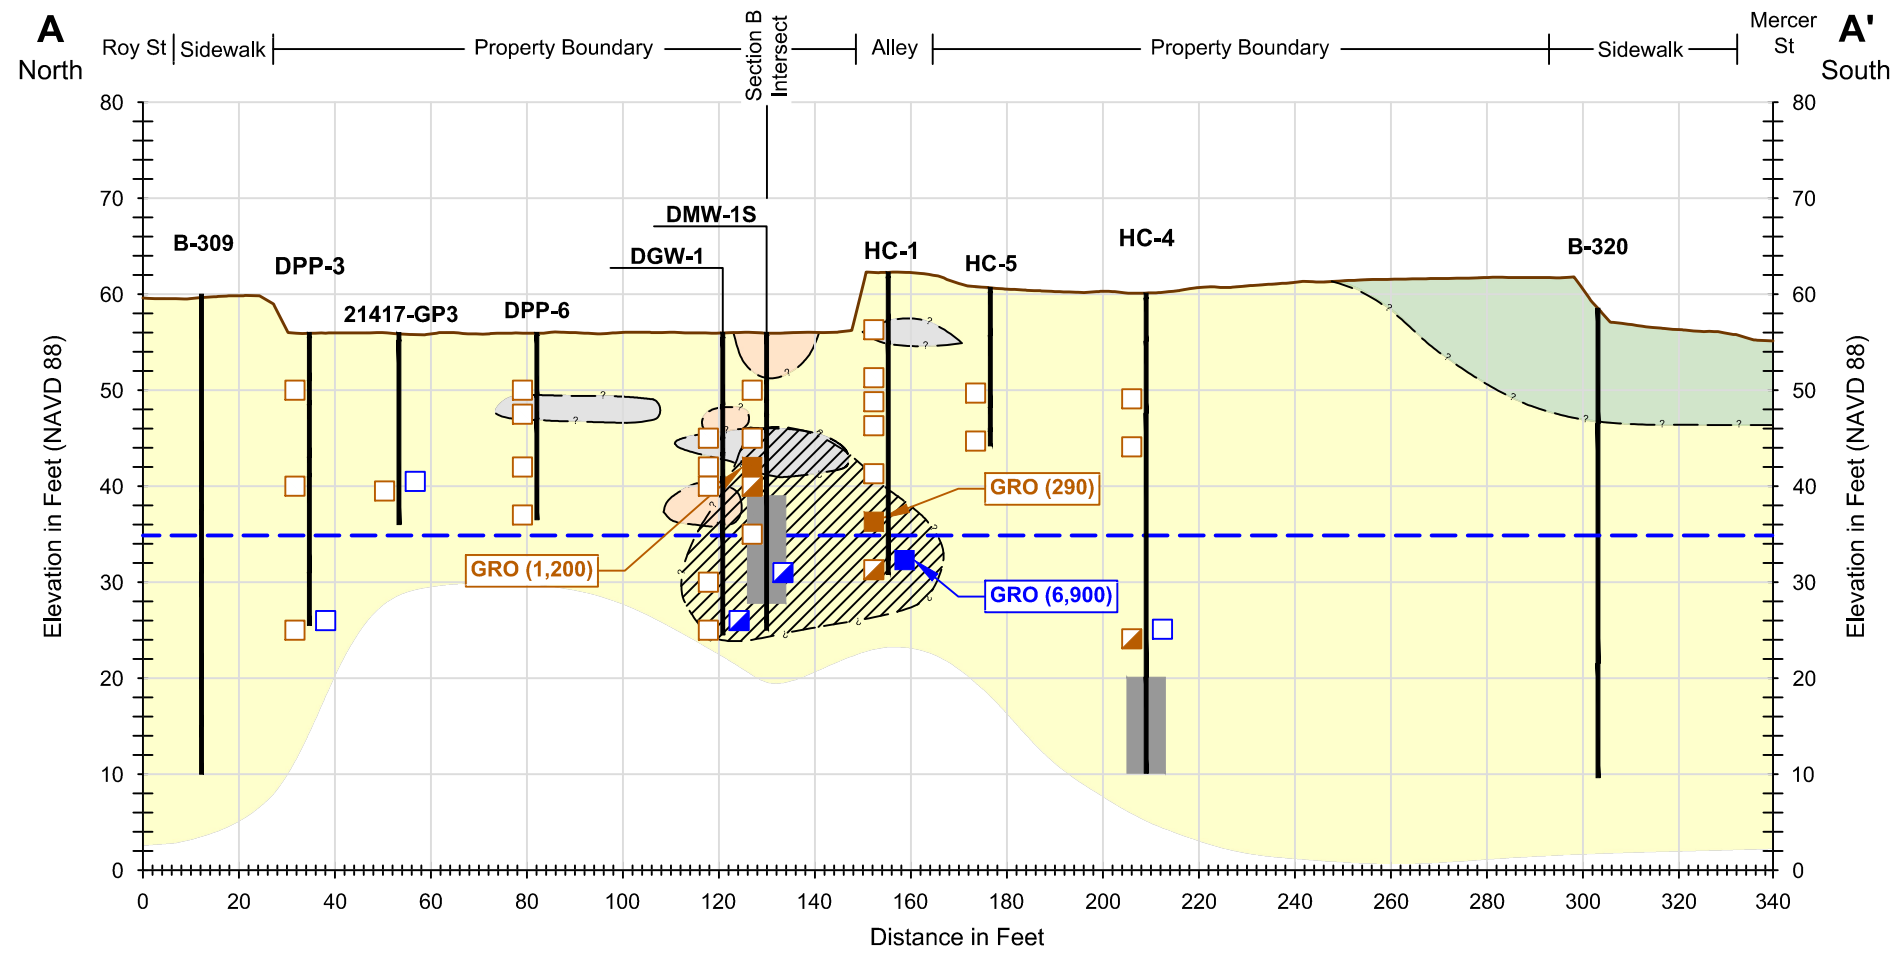 A
North
Roy St
Sidewalk
Property Boundary
Section B
Intersect
Alley
Property Boundary
Sidewalk
Mercer
St
A'
South
80
70
60
50
40
30
20
10
0
Elevation in Feet (NAVD 88)
B-309
DPP-3
21417-GP3
DPP-6
DGW-1
DMW-1S
HC-1
HC-5
HC-4
B-320
GRO (1,200)
GRO (290)
GRO (6,900)
? ? ? ? ? ? ? ? ? ? ? ? ? ? ? ? ? ? ? ? ? ? ?
80
70
60
50
40
30
20
10
0
Elevation in Feet (NAVD 88)
0 20 40 60 80 100 120 140 160 180 200 220 240 260 280 300 320 340
Distance in Feet